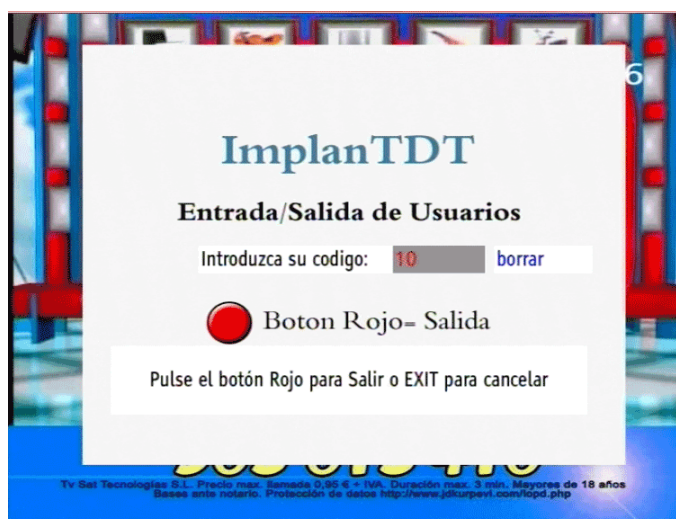 6
ImplanTDT
Entrada/Salida de Usuarios
Introduzca su codigo: 10 borrar
Boton Rojo= Salida
Pulse el botón Rojo para Salir o EXIT para cancelar
Tv Sat Tecnologias S.L. Precio max. llamada 0,95 € + IVA. Duración max. 3 min. Mayores de 18 años
Bases ante notario. Protección de datos http://www.jdkurpevi.com/lopd.php